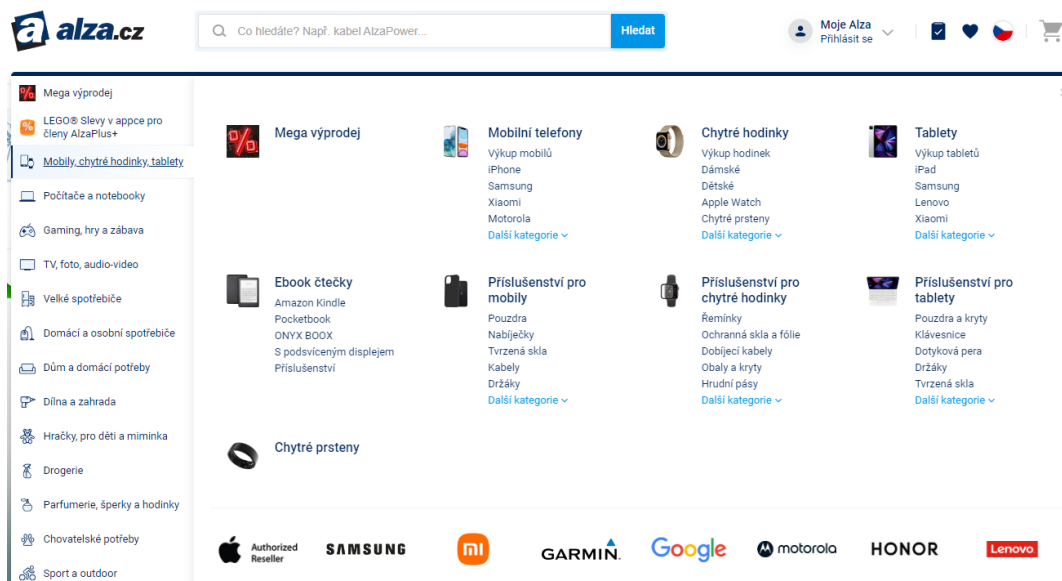 alza.cz
Co hledáte? Např. kabel AlzaPower...
Hledat
Moje Alza
Přihlásit se
Mega výprodej
LEGO® Slevy v appce pro
členy AlzaPlus+
Mobily, chytré hodinky, tablety
Počítače a notebooky
Gaming, hry a zábava
TV, foto, audio-video
Velké spotřebiče
Domácí a osobní spotřebiče
Dům a domácí potřeby
Dílna a zahrada
Hračky, pro děti a miminka
Drogerie
Parfumerie, šperky a hodinky
Chovatelské potřeby
Sport a outdoor
%
Mega výprodej
Mobilní telefony
Výkup mobilů
iPhone
Samsung
Xiaomi
Motorola
Další kategorie
Chytré hodinky
Výkup hodinek
Dámské
Dětské
Apple Watch
Chytré prsteny
Další kategorie
Tablety
Výkup tabletů
iPad
Samsung
Lenovo
Xiaomi
Další kategorie
Ebook čtečky
Amazon Kindle
Pocketbook
ONYX BOOX
S podsvíceným displejem
Příslušenství
Příslušenství pro
mobily
Pouzdra
Nabíječky
Tvrzená skla
Kabely
Držáky
Další kategorie
Příslušenství pro
chytré hodinky
Řemínky
Ochranná skla a fólie
Dobíjecí kabely
Obaly a kryty
Hrudní pásy
Další kategorie
Příslušenství pro
tablety
Pouzdra a kryty
Klávesnice
Dotyková pera
Držáky
Tvrzená skla
Další kategorie
Chytré prsteny
Authorized
Reseller
SAMSUNG
mi
GARMIN.
Google
motorola
HONOR
Lenovo